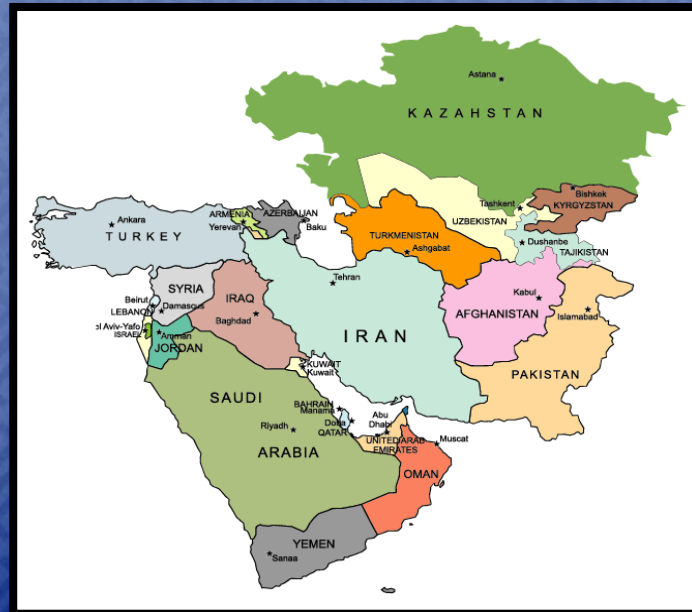 Astana
KAZAHSTAN
Bishkek
Tashkent
KYRGYZSTAN
ARMENIA
AZERBAIJAN
UZBEKISTAN
Ankara
Yerevan
Baku
TURKEY
TURKMENISTAN
Dushanbe
Ashgabat
TAJIKISTAN
Tehran
SYRIA
Beirut
IRAQ
Kabul
LEBANON
Damasous
AFGHANISTAN
Islamabad
Baghdad
el Aviv-Yafo
ISRAEL
Amman
IRAN
JORDAN
KUWAIT
Kuwait
PAKISTAN
SAUDI
BAHRAIN
Manama
Abu
Dhabi
Doha
Riyadh
QATAR
UNITED ARAB
EMIRATES
Muscat
ARABIA
OMAN
YEMEN
Sanaa